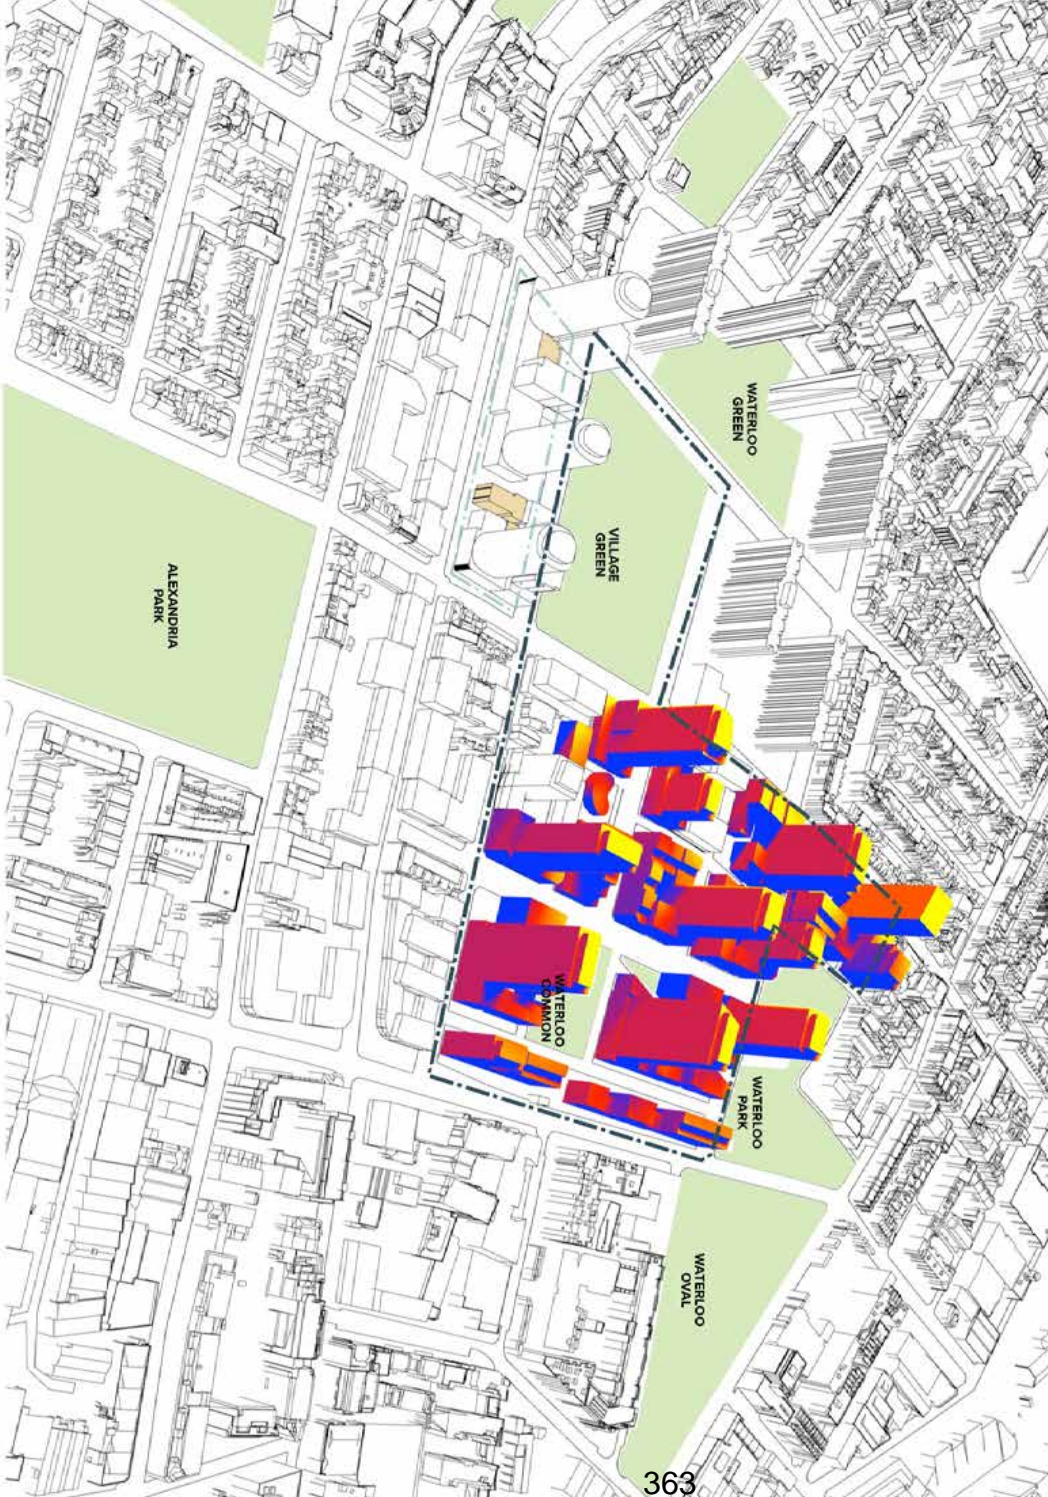 WATERLOO
GREEN
VILLAGE
GREEN
ALEXANDRIA
PARK
WATERLOO
COMMON
WATERLOO
PARK
WATERLOO
OVAL
363